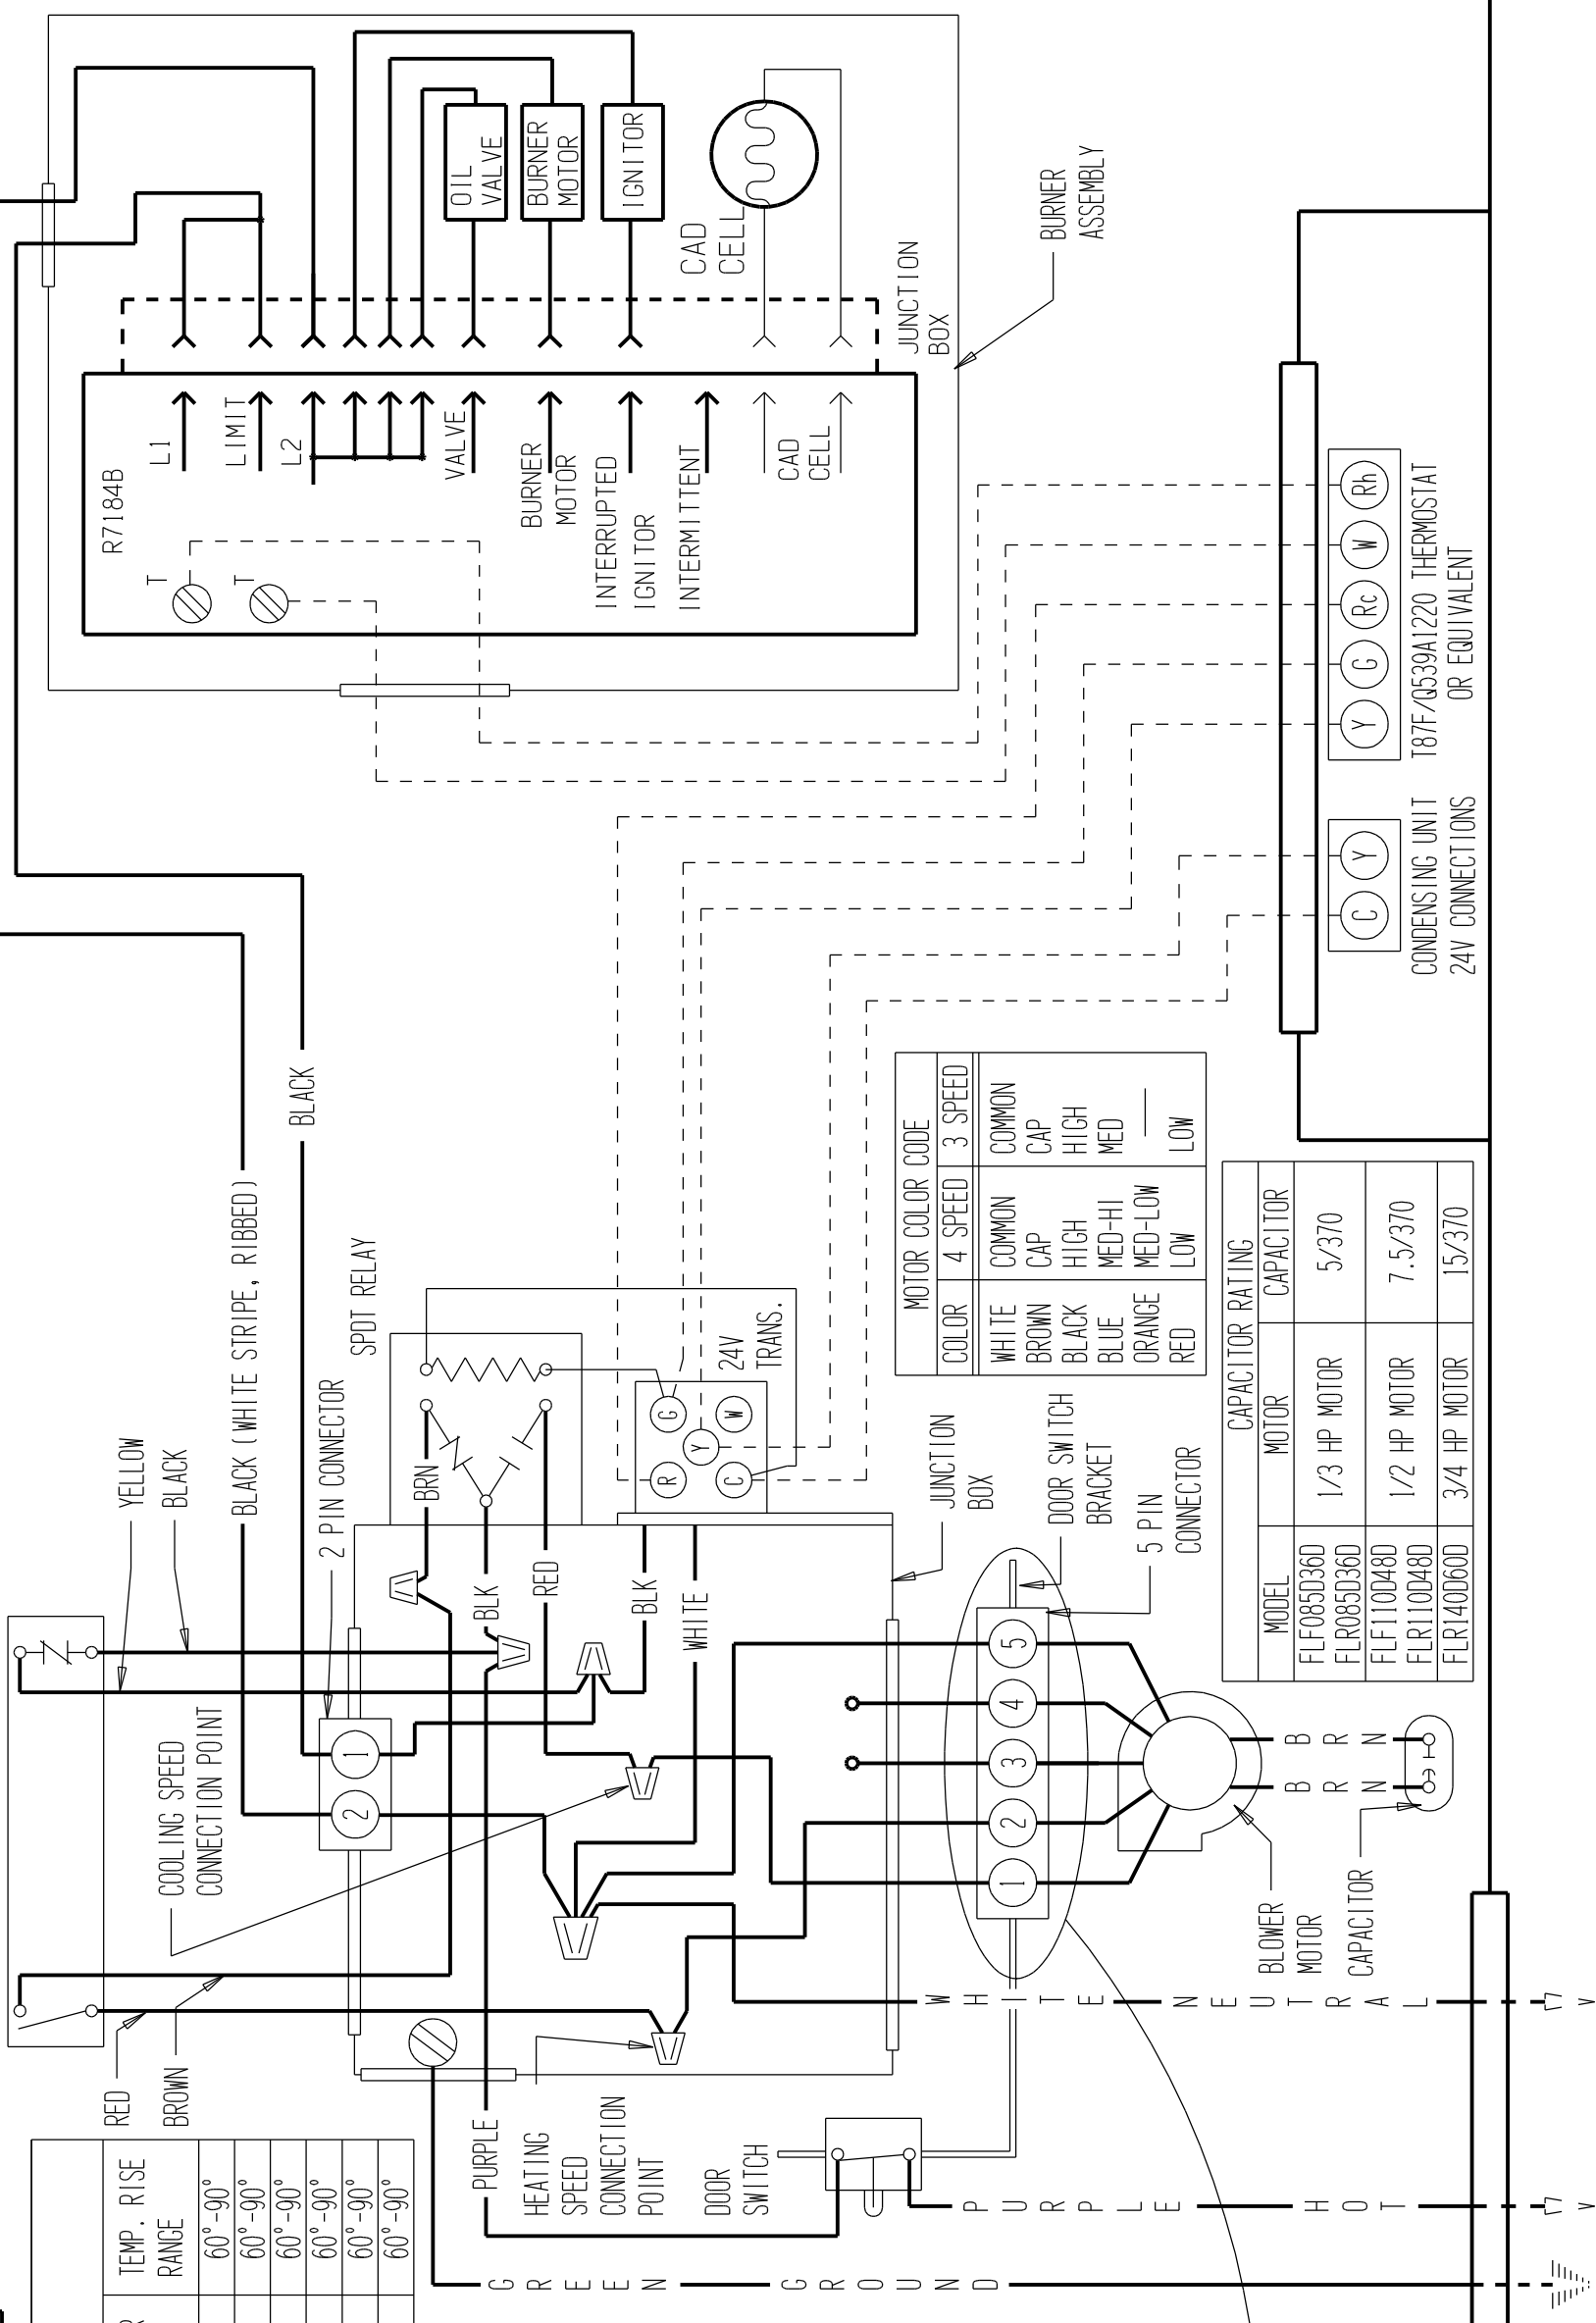 R7184B
T
T
L1
LIMIT
L2
VALVE
BURNER
MOTOR
INTERRUPTED
IGNITOR
INTERMITTENT
CAD
CELL
OIL
VALVE
BURNER
MOTOR
IGNITOR
CAD
CELL
JUNCTION
BOX
BURNER
ASSEMBLY
Y
G
Rc
W
Rh
T87F/Q539A1220 THERMOSTAT
OR EQUIVALENT
C
Y
CONDENSING UNIT
24V CONNECTIONS
BLACK
BLACK (WHITE STRIPE, RIBBED)
SPDT RELAY
2 PIN CONNECTOR
YELLOW
BLACK
BRN
BLK
RED
BLK
WHITE
R
G
Y
C
W
24V
TRANS.
MOTOR COLOR CODE
COLOR 4 SPEED 3 SPEED
WHITE COMMON COMMON
BROWN CAP CAP
BLACK HIGH HIGH
BLUE MED-HI MED
ORANGE MED-LOW —
RED LOW LOW
CAPACITOR RATING
MODEL MOTOR CAPACITOR
FLF085D36D
FLR085D36D
1/3 HP MOTOR 5/370
FLF110D48D
FLR110D48D
1/2 HP MOTOR 7.5/370
FLR140D60D 3/4 HP MOTOR 15/370
JUNCTION
BOX
DOOR SWITCH
BRACKET
5 PIN
CONNECTOR
COOLING SPEED
CONNECTION POINT
2
1
1
2
3
4
5
BRN
BRN
BLOWER
MOTOR
CAPACITOR
RED
BROWN
PURPLE
HEATING
SPEED
CONNECTION
POINT
DOOR
SWITCH
WHITE NEUTRAL
PURPLE HOT
GREEN GROUND
TEMP. RISE
RANGE
60°-90°
60°-90°
60°-90°
60°-90°
60°-90°
60°-90°